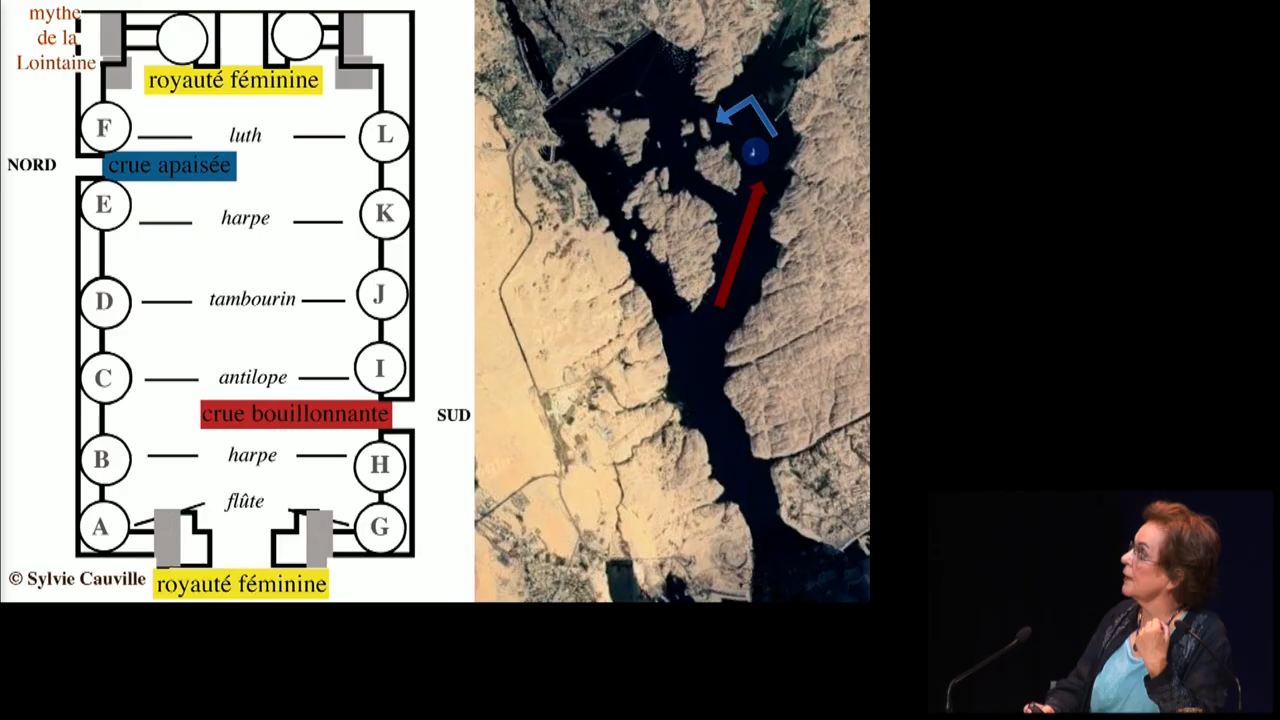 mythe
de la
Lointaine
royauté féminine
F
luth
L
NORD
crue apaisée
E
harpe
K
D
tambourin
J
C
antilope
I
crue bouillonnante
SUD
B
harpe
H
flûte
A
G
© Sylvie Cauville
royauté féminine